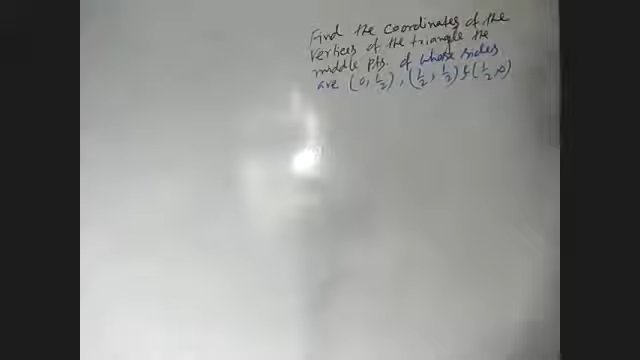 Find the coordinates of the
vertices of the triangle the
middle pts. of whose sides
are (0, 1/2), (1/2, 1/2) & (1/2, 0)